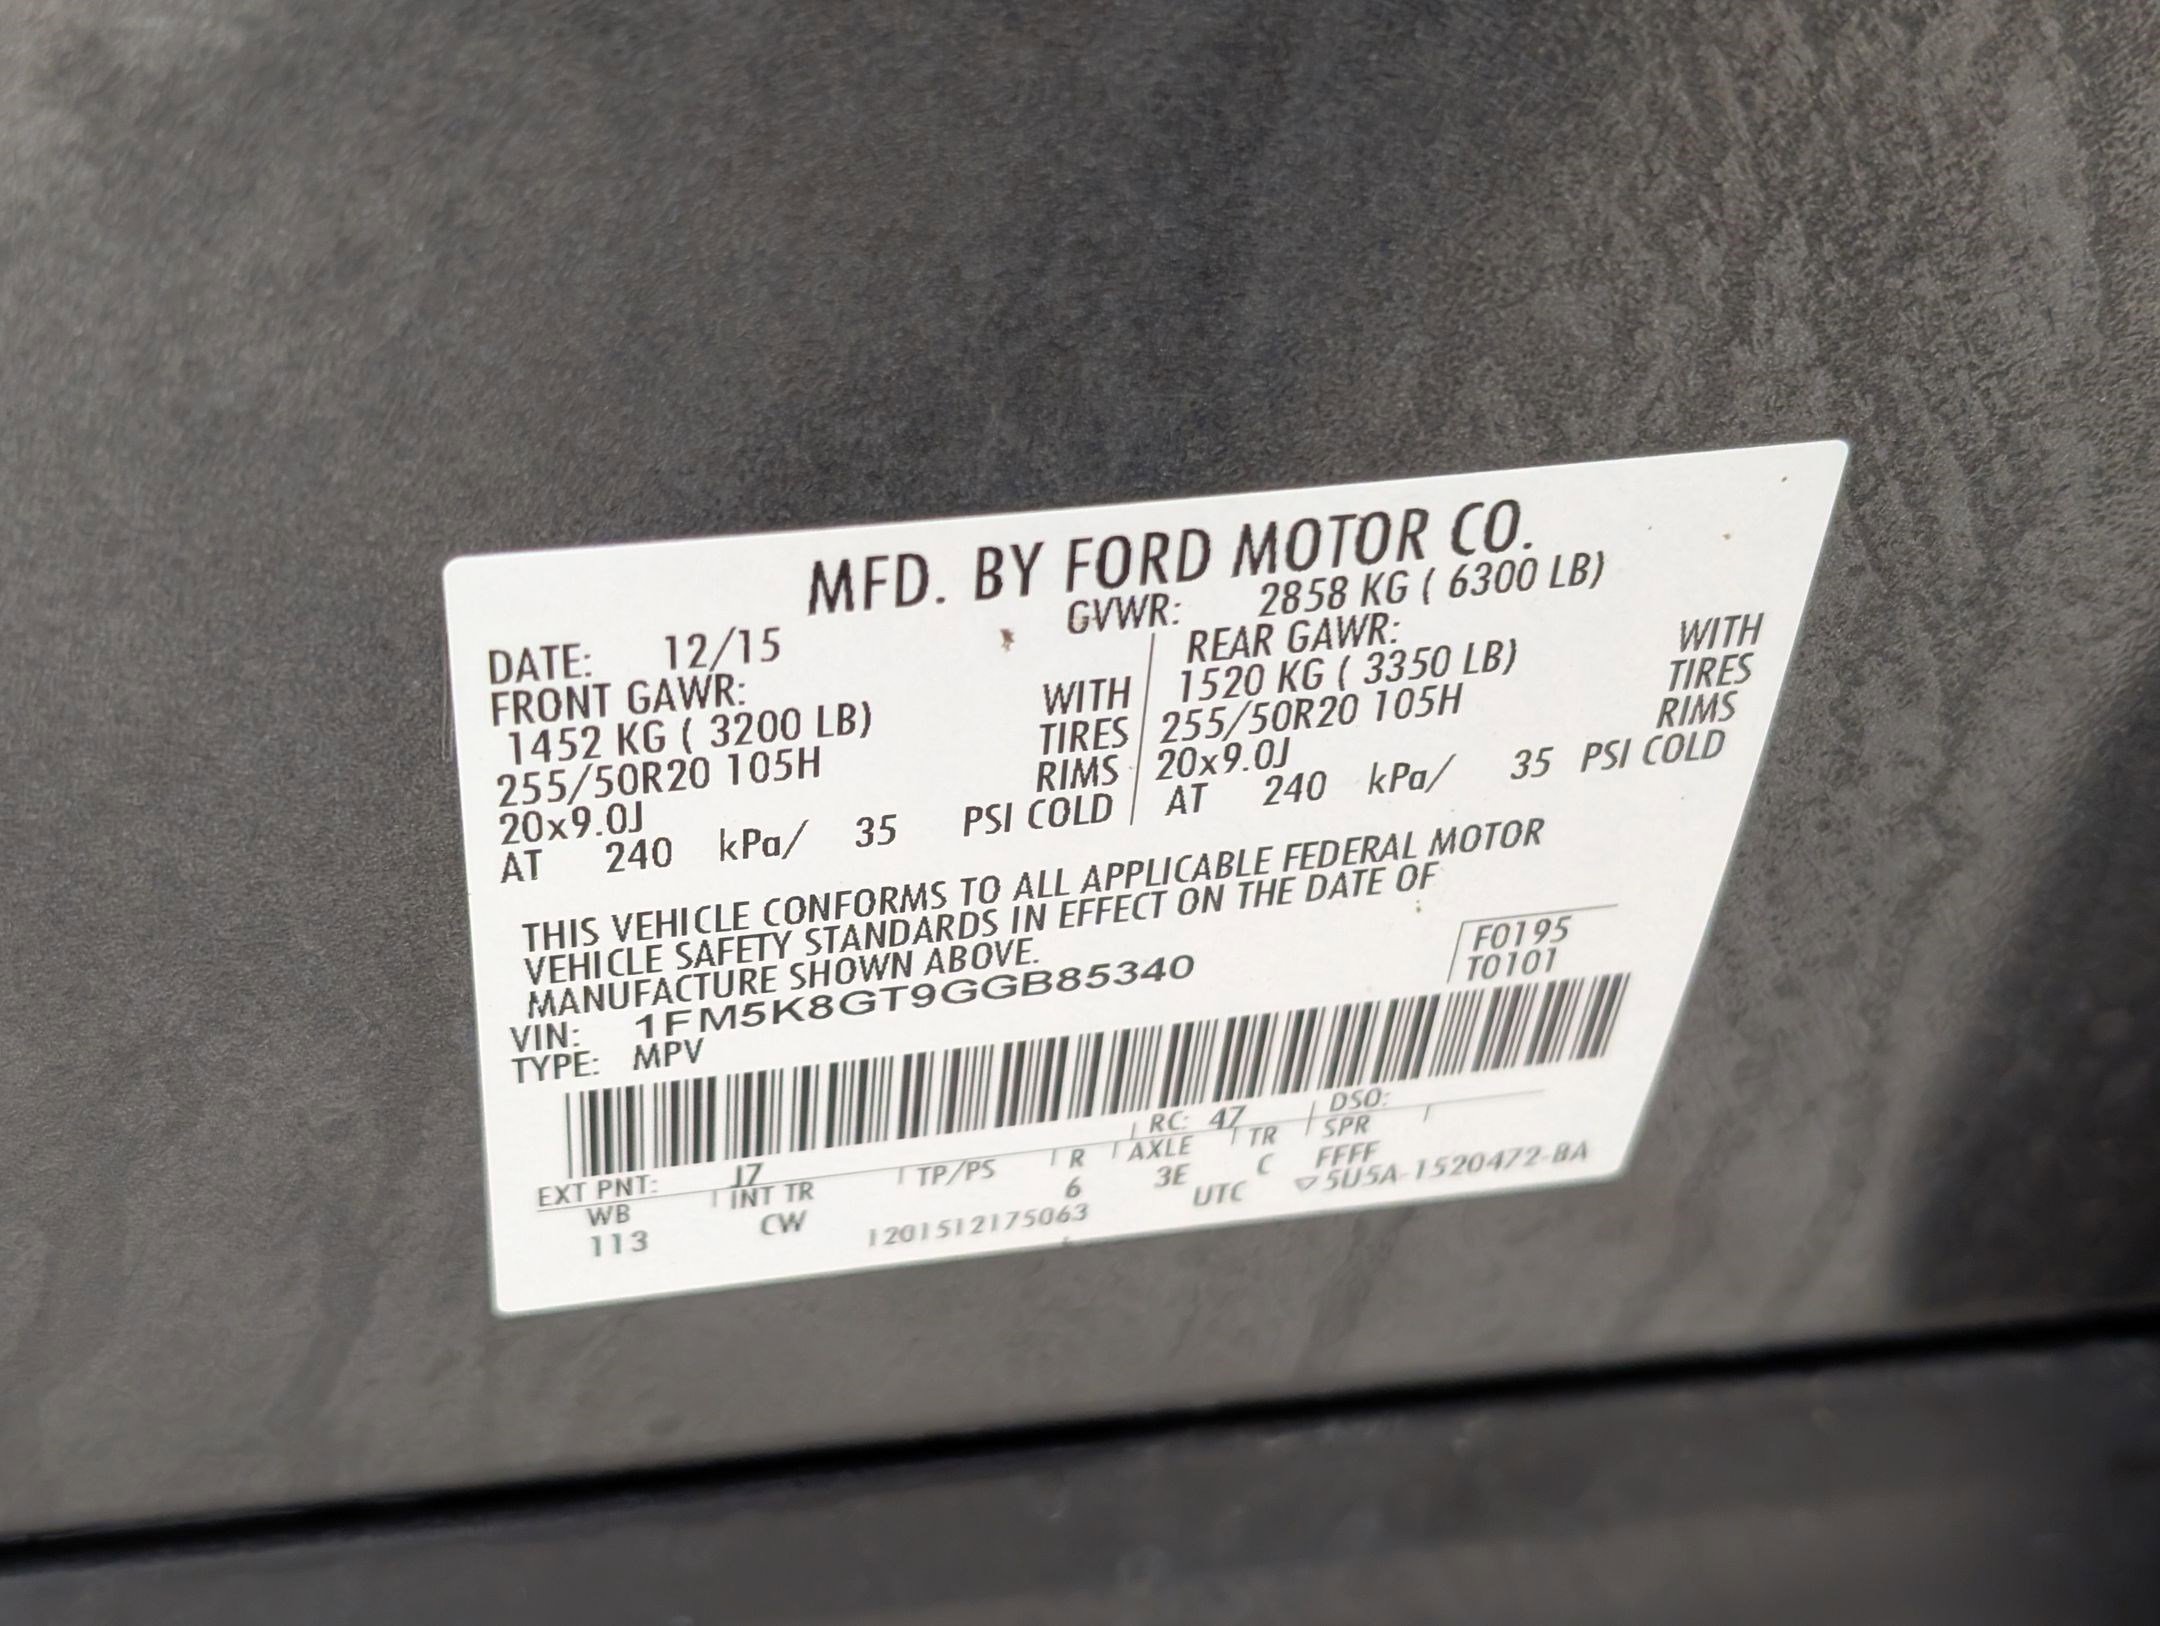 MFD. BY FORD MOTOR CO.
DATE: 12/15 GVWR: 2858 KG ( 6300 LB)
FRONT GAWR: REAR GAWR:
1452 KG ( 3200 LB) WITH 1520 KG ( 3350 LB) WITH
255/50R20 105H TIRES 255/50R20 105H TIRES
20x9.0J RIMS 20x9.0J RIMS
AT 240 kPa/ 35 PSI COLD AT 240 kPa/ 35 PSI COLD
THIS VEHICLE CONFORMS TO ALL APPLICABLE FEDERAL MOTOR
VEHICLE SAFETY STANDARDS IN EFFECT ON THE DATE OF
MANUFACTURE SHOWN ABOVE.
VIN: 1FM5K8GT9GGB85340 F0195
TYPE: MPV T0101
EXT PNT: J7 RC: 47 DSO:
WB INT TR TP/PS R AXLE TR SPR
113 CW 6 3E C FFFF
1201512175063 UTC ▽5U5A-1520472-BA